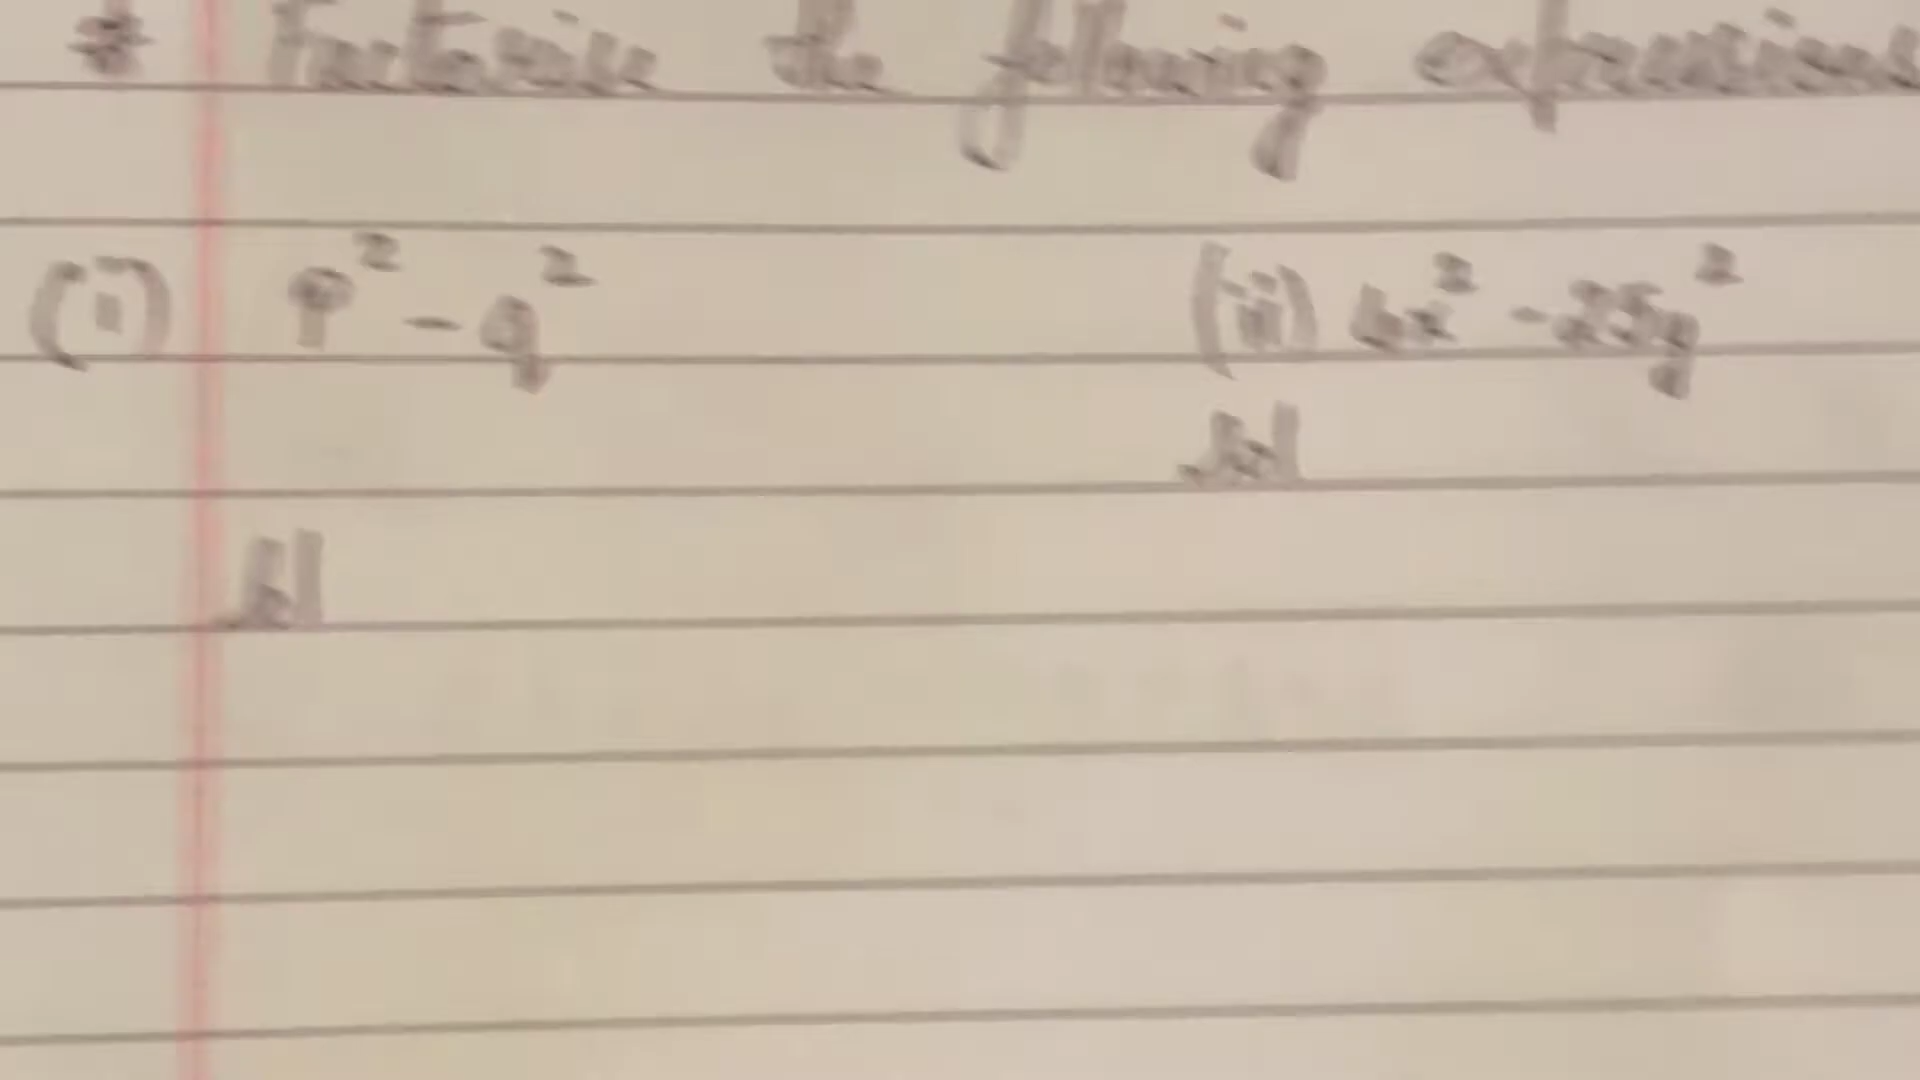 * Factorise the following expressions
(i) p² - q² (ii) 4x² - 25y²
Sol
Sol